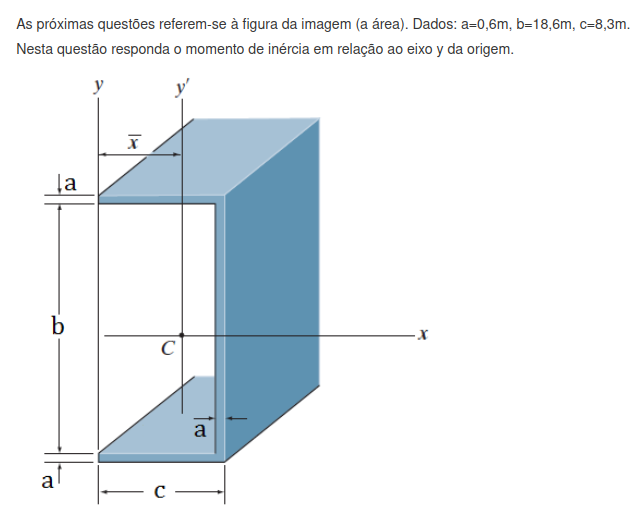 As próximas questões referem-se à figura da imagem (a área). Dados: a=0,6m, b=18,6m, c=8,3m.
Nesta questão responda o momento de inércia em relação ao eixo y da origem.
y
y'
x̅
a
b
x
C
a
a
c